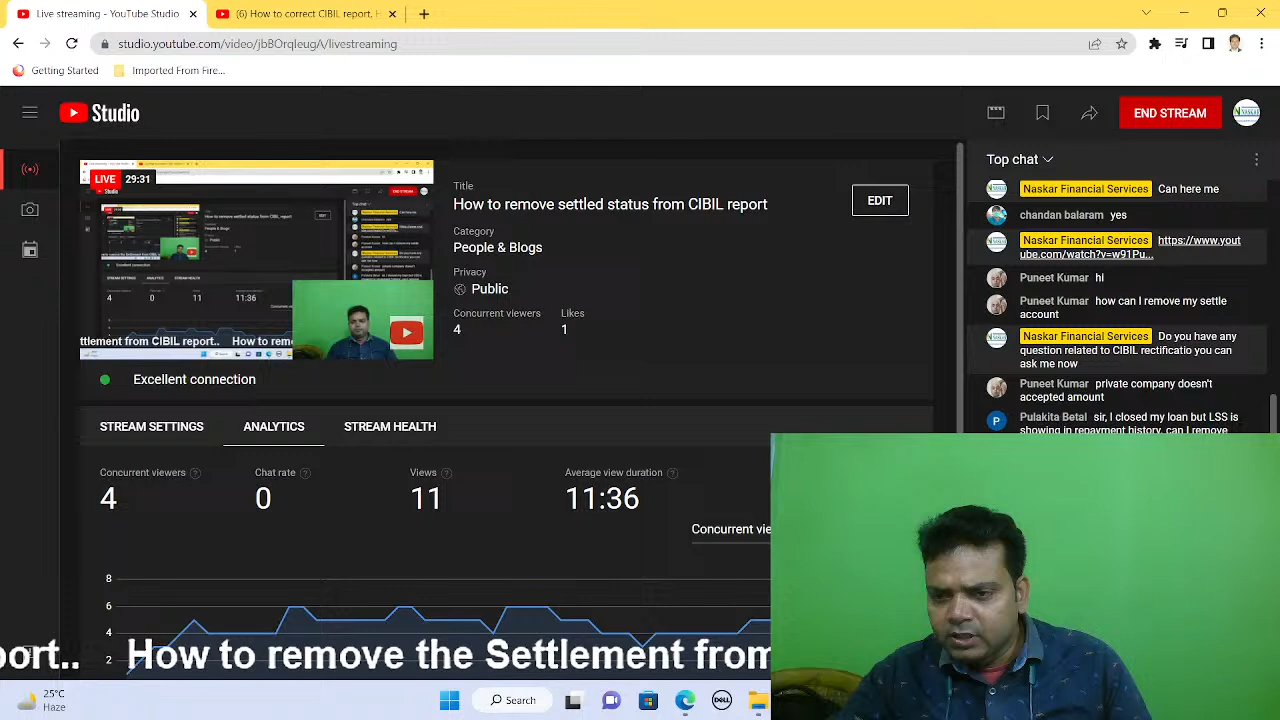 Live streaming - YouTube Studio
(6) How to correct CIBIL report, H
studio.youtube.com/video/jbBOrqleugA/livestreaming
Getting Started
Imported From Fire...
Studio
END STREAM
LIVE 29:31
Title
How to remove settled status from CIBIL report
EDIT
Category
People & Blogs
Privacy
Public
Concurrent viewers
Likes
4
1
Excellent connection
Top chat
Naskar Financial Services Can here me
chandan balaram yes
Naskar Financial Services https://www.yout
ube.com/watch?v=w91Pu...
Puneet Kumar hi
Puneet Kumar how can I remove my settle
account
Naskar Financial Services Do you have any
question related to CIBIL rectificatio you can
ask me now
Puneet Kumar private company doesn't
accepted amount
Pulakita Betal sir, I closed my loan but LSS is
showing in repayment history, can I remove
STREAM SETTINGS
ANALYTICS
STREAM HEALTH
Concurrent viewers
Chat rate
Views
Average view duration
4
0
11
11:36
Concurrent vie
8
6
4
2
port.. How to remove the Settlement from
25°C
Haze
Search
DELL
NASKAR